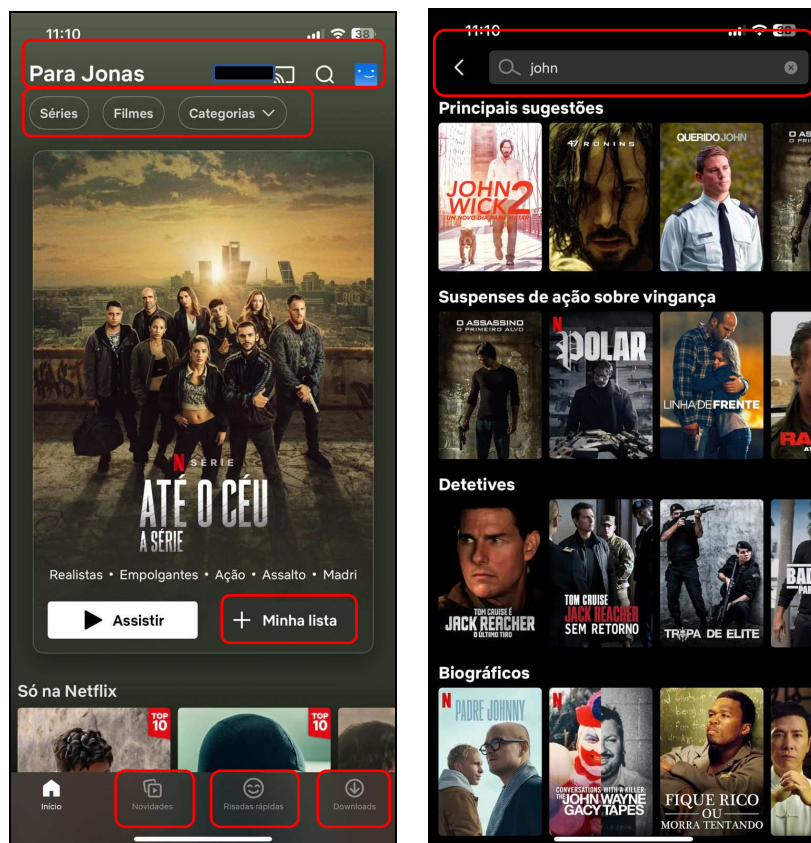 11:10
38
Para Jonas
Séries
Filmes
Categorias
N SÉRIE
ATÉ O CÉU
A SÉRIE
Realistas • Empolgantes • Ação • Assalto • Madri
Assistir
+ Minha lista
Só na Netflix
TOP
10
TOP
10
Início
Novidades
Risadas rápidas
Downloads
11:10
38
john
Principais sugestões
JOHN
WICK 2
UM NOVO DIA PARA MATAR
47 RONINS
QUERIDO JOHN
Suspenses de ação sobre vingança
O ASSASSINO
O PRIMEIRO ALVO
N
POLAR
LINHA DE FRENTE
Detetives
TOM CRUISE É
JACK REACHER
O ÚLTIMO TIRO
TOM CRUISE
JACK REACHER
SEM RETORNO
TROPA DE ELITE
Biográficos
N
PADRE JOHNNY
N
CONVERSATIONS WITH A KILLER:
THE JOHN WAYNE
GACY TAPES
FIQUE RICO
OU
MORRA TENTANDO